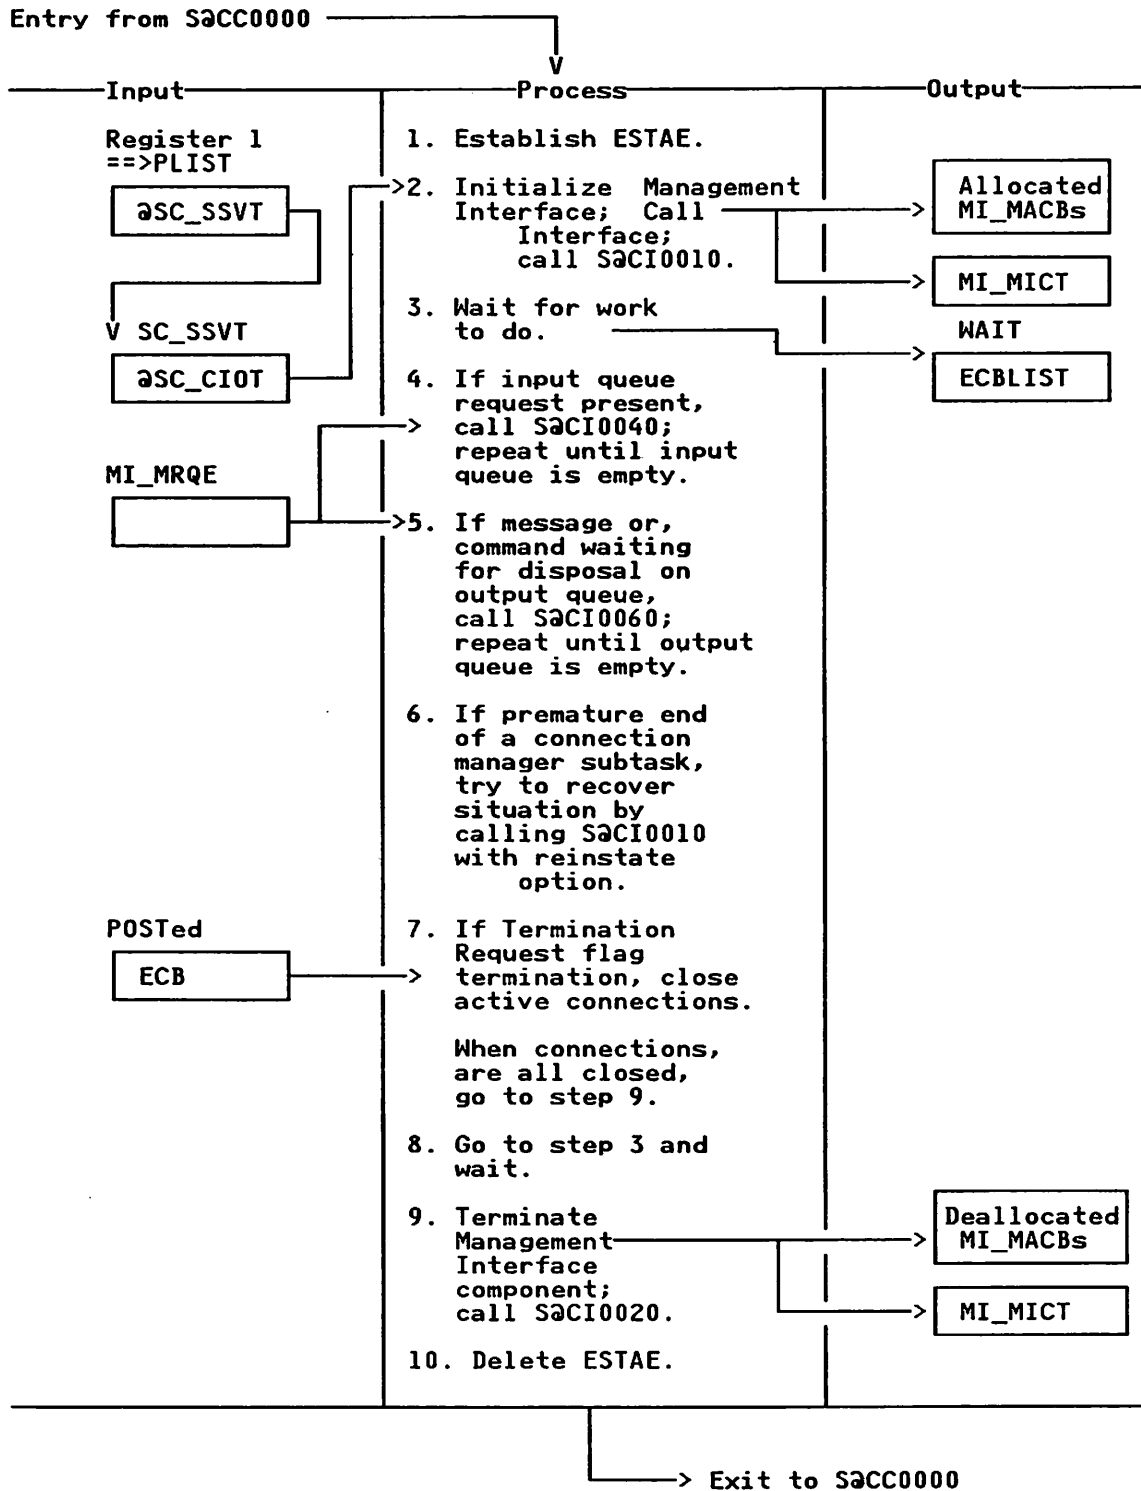 Entry from S@CC0000
Input
Process
Output
Register 1
==>PLIST
@SC_SSVT
V SC_SSVT
@SC_CIOT
MI_MRQE
POSTed
ECB
1. Establish ESTAE.
2. Initialize Management
Interface; Call
Interface;
call S@CI0010.
3. Wait for work
to do.
4. If input queue
request present,
call S@CI0040;
repeat until input
queue is empty.
5. If message or,
command waiting
for disposal on
output queue,
call S@CI0060;
repeat until output
queue is empty.
6. If premature end
of a connection
manager subtask,
try to recover
situation by
calling S@CI0010
with reinstate
option.
7. If Termination
Request flag
termination, close
active connections.
When connections,
are all closed,
go to step 9.
8. Go to step 3 and
wait.
9. Terminate
Management
Interface
component;
call S@CI0020.
10. Delete ESTAE.
Allocated
MI_MACBs
MI_MICT
WAIT
ECBLIST
Deallocated
MI_MACBs
MI_MICT
Exit to S@CC0000